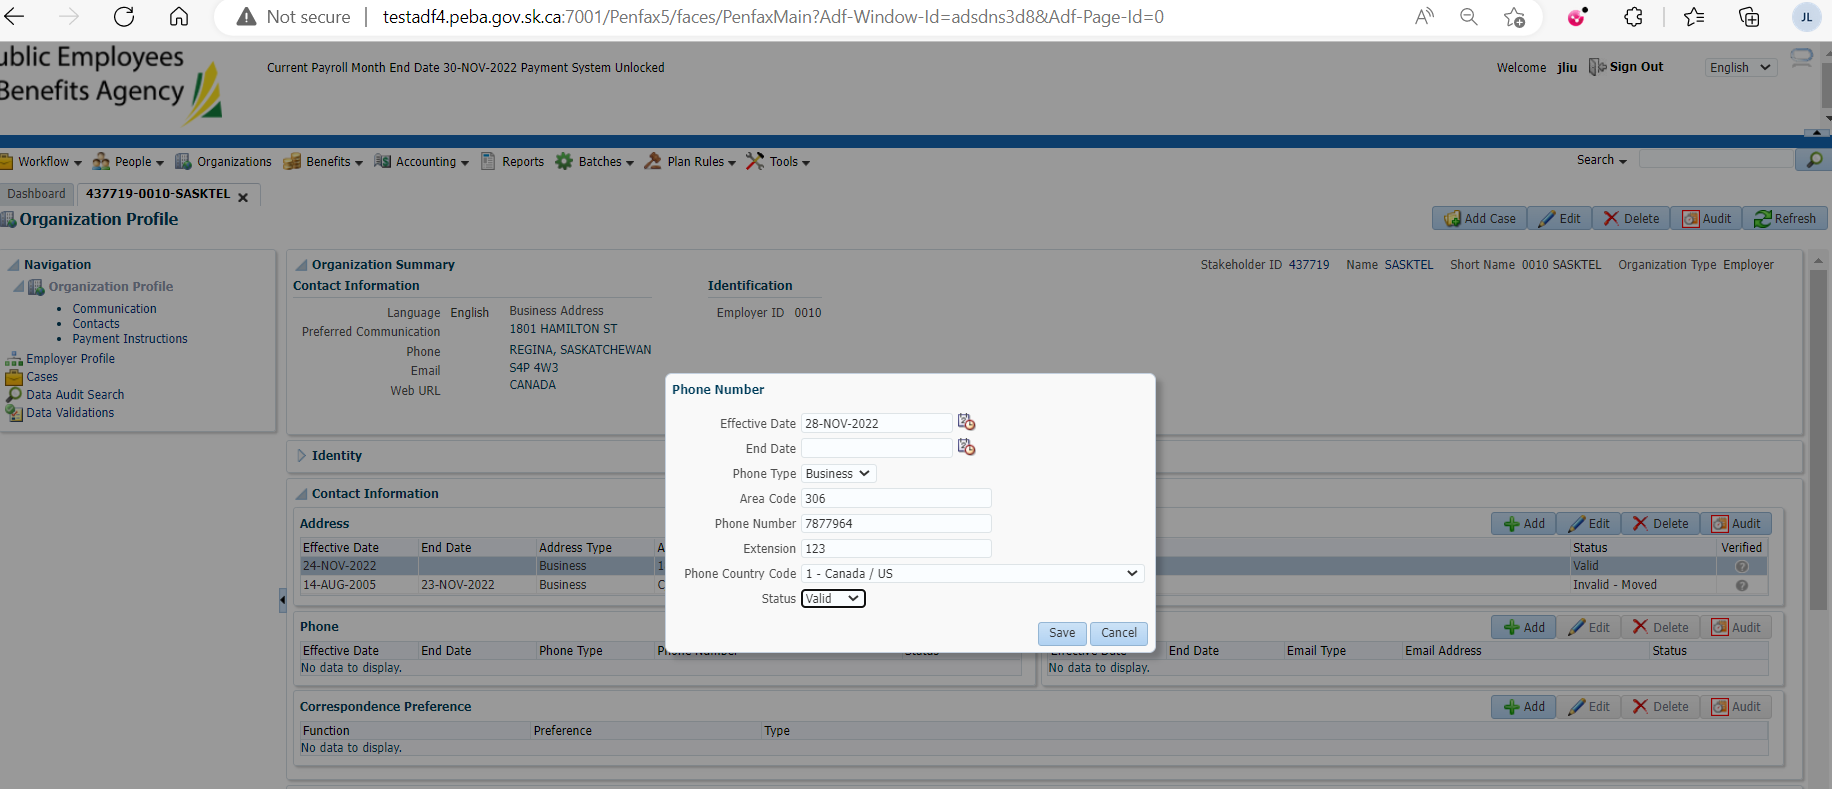 Not secure testadf4.peba.gov.sk.ca:7001/Penfax5/faces/PenfaxMain?Adf-Window-Id=adsdns3d8&Adf-Page-Id=0 JL
Public Employees
Benefits Agency
Current Payroll Month End Date 30-NOV-2022 Payment System Unlocked
Welcome jliu Sign Out English
Workflow People Organizations Benefits Accounting Reports Batches Plan Rules Tools Search
Dashboard 437719-0010-SASKTEL
Organization Profile
Add Case Edit Delete Audit Refresh
Navigation
Organization Profile
Communication
Contacts
Payment Instructions
Employer Profile
Cases
Data Audit Search
Data Validations
Organization Summary Stakeholder ID 437719 Name SASKTEL Short Name 0010 SASKTEL Organization Type Employer
Contact Information
Language English
Preferred Communication
Phone
Email
Web URL
Business Address
1801 HAMILTON ST
REGINA, SASKATCHEWAN
S4P 4W3
CANADA
Identification
Employer ID 0010
Identity
Contact Information
Address
Add Edit Delete Audit
Effective Date End Date Address Type A Status Verified
24-NOV-2022 Business 1 Valid
14-AUG-2005 23-NOV-2022 Business C Invalid - Moved
Phone
Effective Date End Date Phone Type Phone Number Status
No data to display.
Add Edit Delete Audit
Effective Date End Date Email Type Email Address Status
No data to display.
Correspondence Preference
Add Edit Delete Audit
Function Preference Type
No data to display.
Phone Number
Effective Date 28-NOV-2022
End Date
Phone Type Business
Area Code 306
Phone Number 7877964
Extension 123
Phone Country Code 1 - Canada / US
Status Valid
Save Cancel